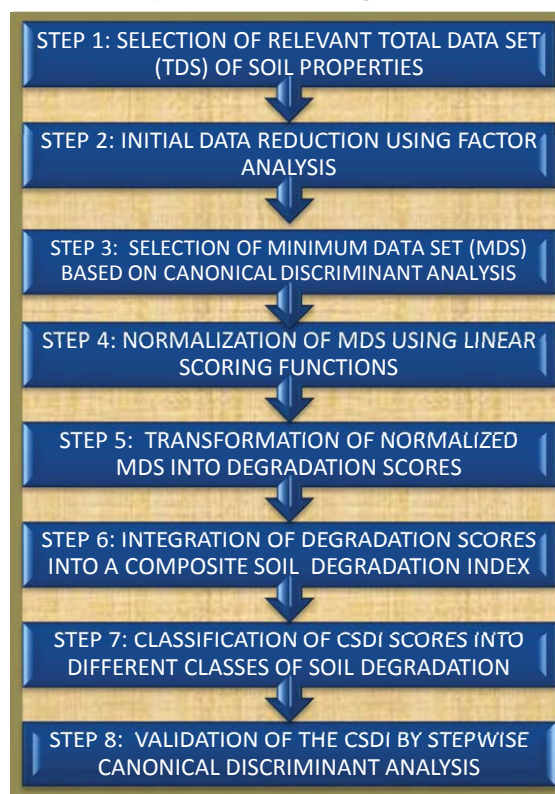 STEP 1: SELECTION OF RELEVANT TOTAL DATA SET
(TDS) OF SOIL PROPERTIES
STEP 2: INITIAL DATA REDUCTION USING FACTOR
ANALYSIS
STEP 3: SELECTION OF MINIMUM DATA SET (MDS)
BASED ON CANONICAL DISCRIMINANT ANALYSIS
STEP 4: NORMALIZATION OF MDS USING LINEAR
SCORING FUNCTIONS
STEP 5: TRANSFORMATION OF NORMALIZED
MDS INTO DEGRADATION SCORES
STEP 6: INTEGRATION OF DEGRADATION SCORES
INTO A COMPOSITE SOIL DEGRADATION INDEX
STEP 7: CLASSIFICATION OF CSDI SCORES INTO
DIFFERENT CLASSES OF SOIL DEGRADATION
STEP 8: VALIDATION OF THE CSDI BY STEPWISE
CANONICAL DISCRIMINANT ANALYSIS